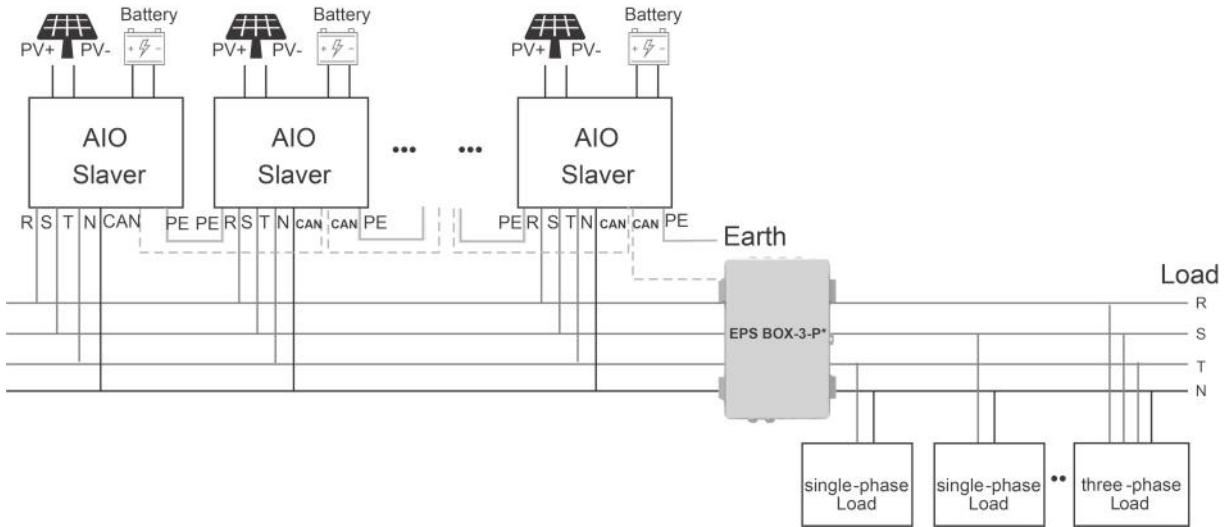 Battery
Battery
Battery
PV+ PV-
PV+ PV-
PV+ PV-
AIO
Slaver
AIO
Slaver
... ...
AIO
Slaver
R S T N CAN PE PE R S T N CAN CAN PE PE R S T N CAN CAN PE
Earth
Load
R
EPS BOX-3-P*
S
T
N
single-phase
Load
single-phase
Load
••
three-phase
Load